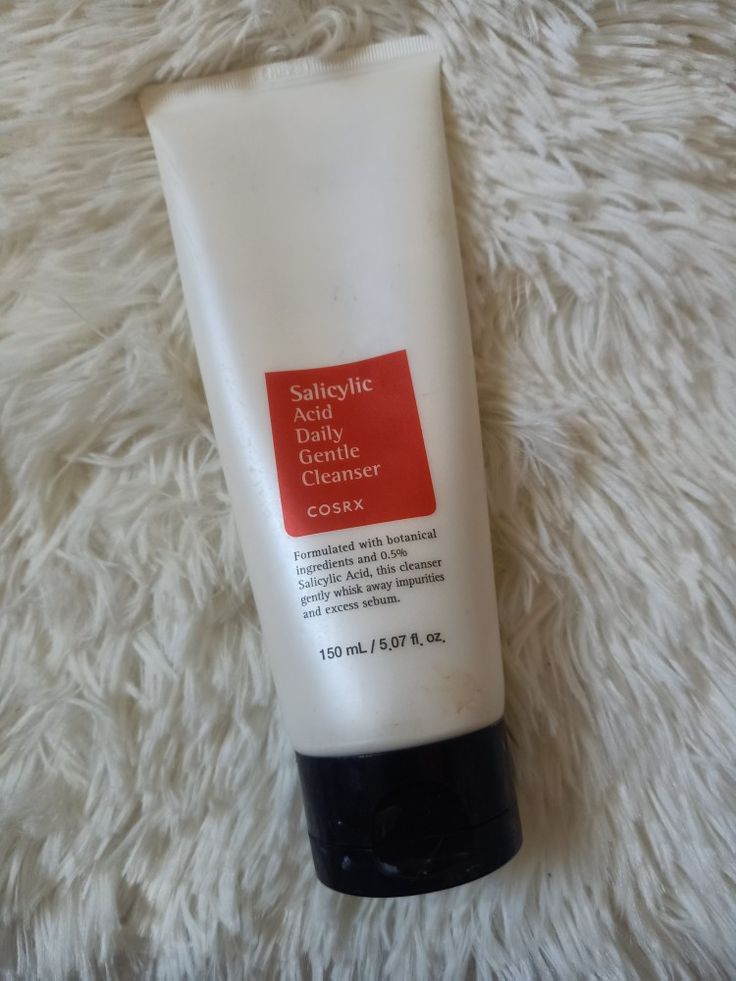 Salicylic
Acid
Daily
Gentle
Cleanser
COSRX
Formulated with botanical
ingredients and 0.5%
Salicylic Acid, this cleanser
gently whisk away impurities
and excess sebum.
150 mL / 5.07 fl. oz.